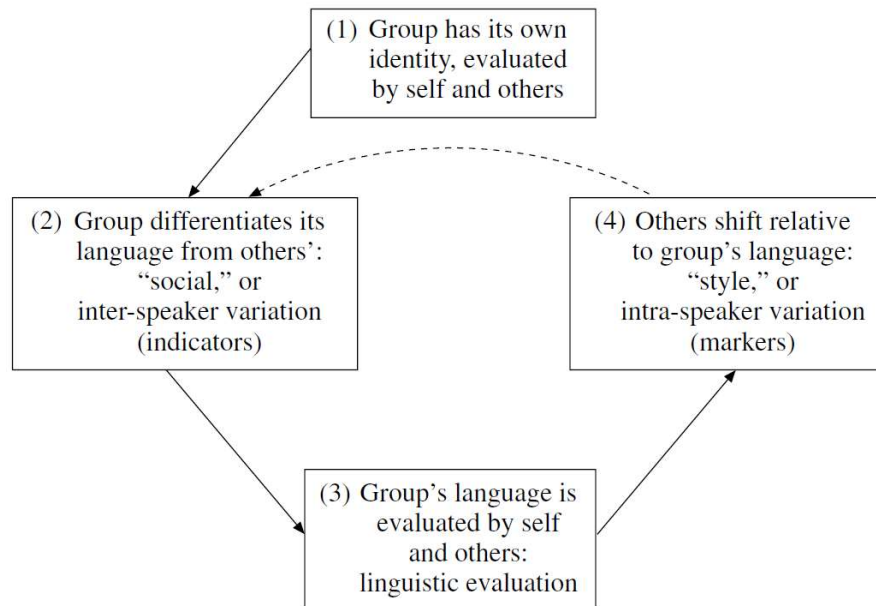 (1) Group has its own
identity, evaluated
by self and others
(2) Group differentiates its
language from others’:
“social,” or
inter-speaker variation
(indicators)
(4) Others shift relative
to group’s language:
“style,” or
intra-speaker variation
(markers)
(3) Group’s language is
evaluated by self
and others:
linguistic evaluation